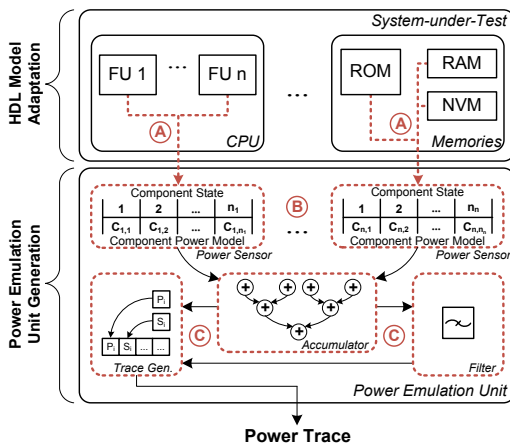 System-under-Test
HDL Model
Adaptation
FU 1 ... FU n
ROM
RAM
NVM
...
A
A
CPU
Memories
Power Emulation
Unit Generation
Component State
1 2 ... n1
C1,1 C1,2 ... C1,n1
Component Power Model
Power Sensor
B
...
Component State
1 2 ... nn
Cn,1 Cn,2 ... Cn,nn
Component Power Model
Power Sensor
Pi
Si
Pi Si ... ...
Trace Gen.
C
+ + + +
+ +
+
Accumulator
C
Filter
Power Emulation Unit
Power Trace